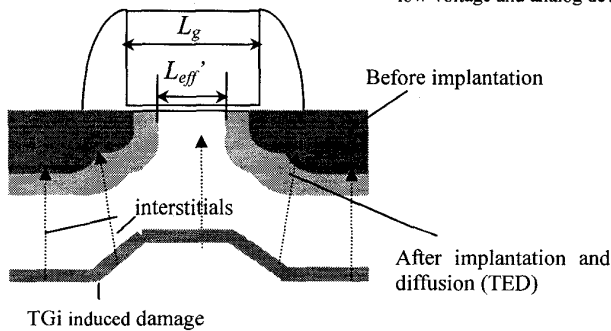 low voltage and analog de
Lg
Leff'
Before implantation
interstitials
After implantation and
diffusion (TED)
TGi induced damage